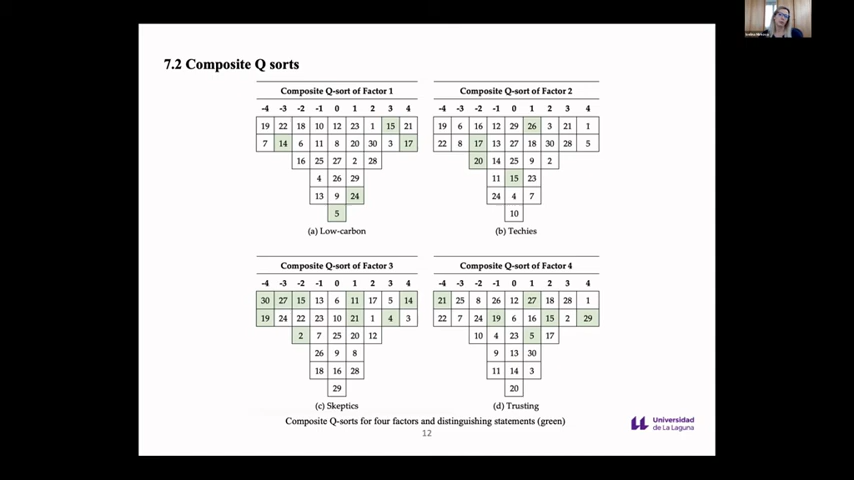 7.2 Composite Q sorts
Composite Q-sort of Factor 1
-4 -3 -2 -1 0 1 2 3 4
19 22 18 10 12 23 1 15 21
7 14 6 11 8 20 30 3 17
16 25 27 2 28
4 26 29
13 9 24
5
(a) Low-carbon
Composite Q-sort of Factor 2
-4 -3 -2 -1 0 1 2 3 4
19 6 16 12 29 26 3 21 1
22 8 17 13 27 18 30 28 5
20 14 25 9 2
11 15 23
24 4 7
10
(b) Techies
Composite Q-sort of Factor 3
-4 -3 -2 -1 0 1 2 3 4
30 27 15 13 6 11 17 5 14
19 24 22 23 10 21 1 4 3
2 7 25 20 12
26 9 8
18 16 28
29
(c) Skeptics
Composite Q-sort of Factor 4
-4 -3 -2 -1 0 1 2 3 4
21 25 8 26 12 27 18 28 1
22 7 24 19 6 16 15 2 29
10 4 23 5 17
9 13 30
11 14 3
20
(d) Trusting
Composite Q-sorts for four factors and distinguishing statements (green)
12
Universidad
de La Laguna